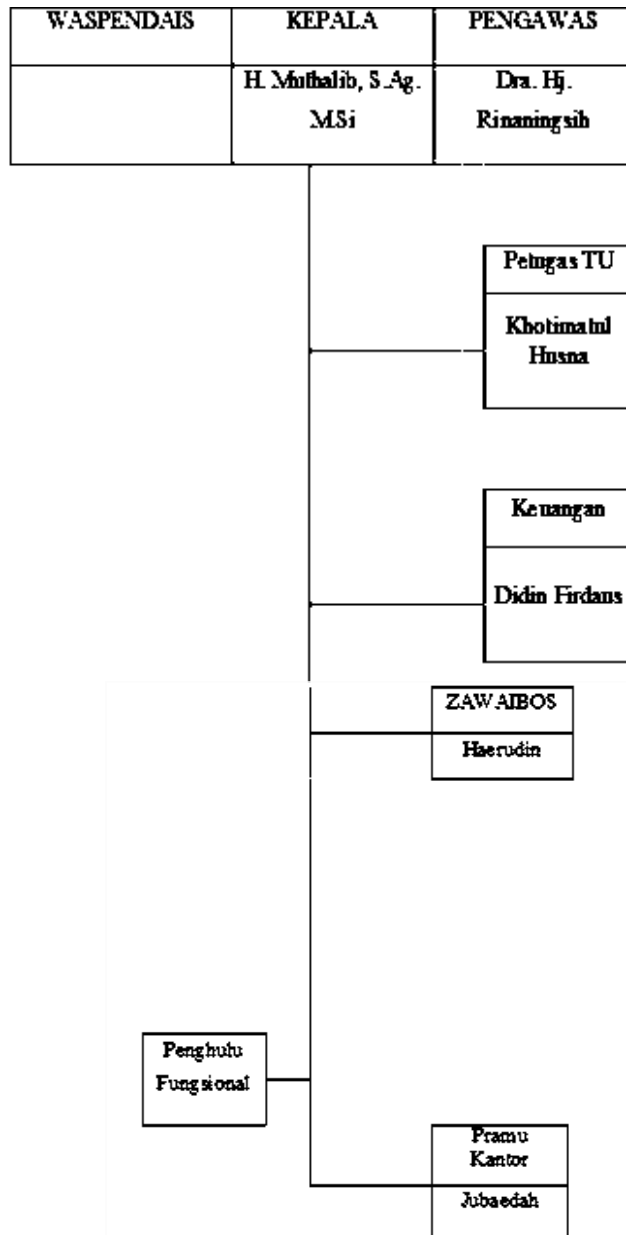 WASPENDAIS KEPALA PENGAWAS
H. Muthalib, S.Ag. Dra. Hj.
M.Si Rinaningsih
Petugas TU
Khotimatul
Husna
Keuangan
Didin Firdaus
ZAWAIBOS
Haerudin
Penghulu
Fungsional
Pramu
Kantor
Jubaedah